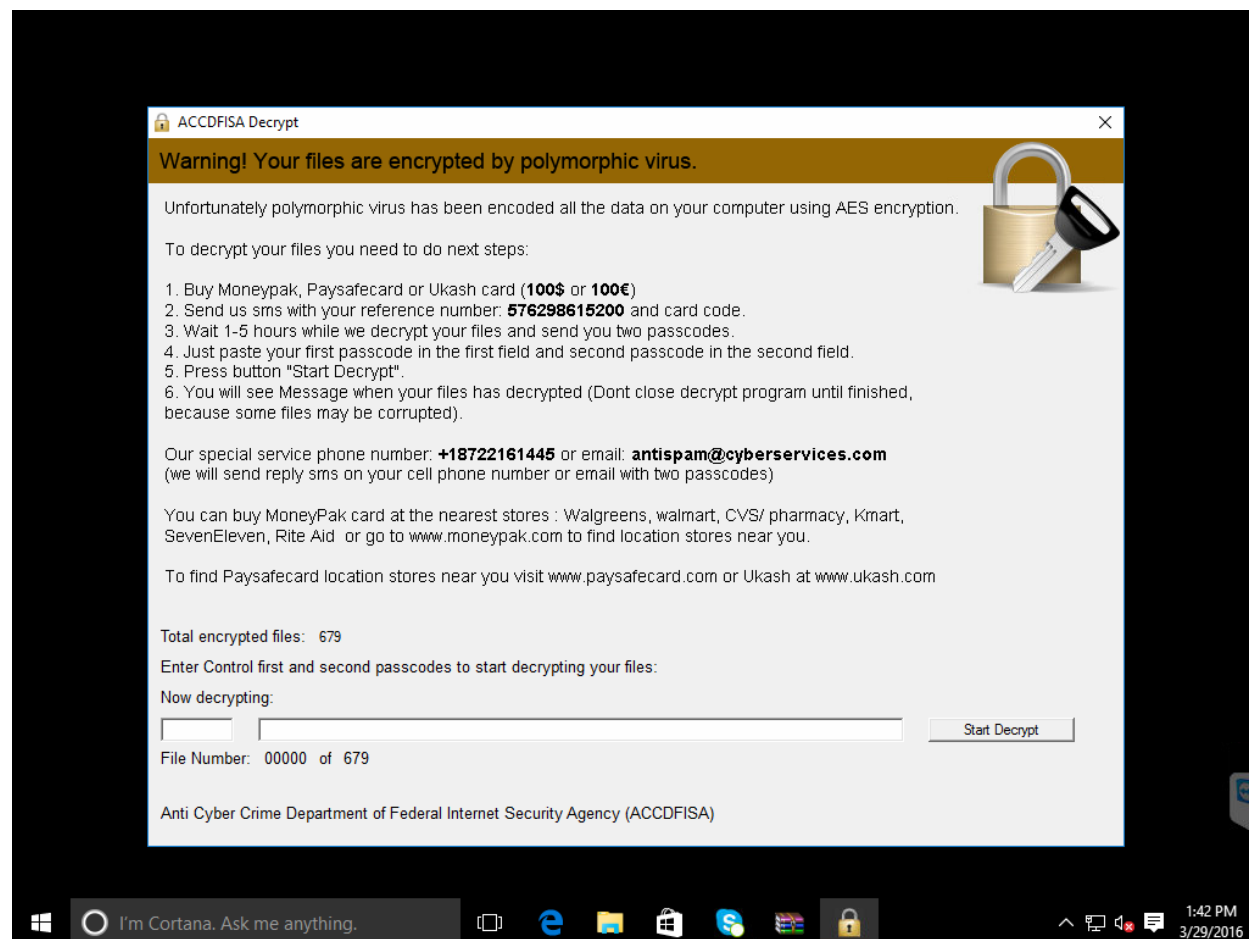 ACCDFISA Decrypt
Warning! Your files are encrypted by polymorphic virus.
Unfortunately polymorphic virus has been encoded all the data on your computer using AES encryption.
To decrypt your files you need to do next steps:
1. Buy Moneypak, Paysafecard or Ukash card (100$ or 100€)
2. Send us sms with your reference number: 576298615200 and card code.
3. Wait 1-5 hours while we decrypt your files and send you two passcodes.
4. Just paste your first passcode in the first field and second passcode in the second field.
5. Press button "Start Decrypt".
6. You will see Message when your files has decrypted (Dont close decrypt program until finished,
because some files may be corrupted).
Our special service phone number: +18722161445 or email: antispam@cyberservices.com
(we will send reply sms on your cell phone number or email with two passcodes)
You can buy MoneyPak card at the nearest stores : Walgreens, walmart, CVS/ pharmacy, Kmart,
SevenEleven, Rite Aid or go to www.moneypak.com to find location stores near you.
To find Paysafecard location stores near you visit www.paysafecard.com or Ukash at www.ukash.com
Total encrypted files: 679
Enter Control first and second passcodes to start decrypting your files:
Now decrypting:
Start Decrypt
File Number: 00000 of 679
Anti Cyber Crime Department of Federal Internet Security Agency (ACCDFISA)
I'm Cortana. Ask me anything.
1:42 PM
3/29/2016